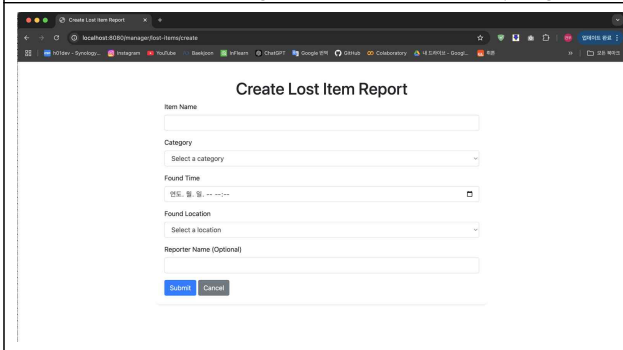 Create Lost Item Report
localhost:8080/manager/lost-items/create
업데이트 완료
h01dev - Synology...
Instagram
YouTube
Baekjoon
InFlearn
ChatGPT
Google 번역
GitHub
Colaboratory
내 드라이브 - Googl...
모든 북마크
Create Lost Item Report
Item Name
Category
Select a category
Found Time
연도. 월. 일. -- --:--
Found Location
Select a location
Reporter Name (Optional)
Submit
Cancel